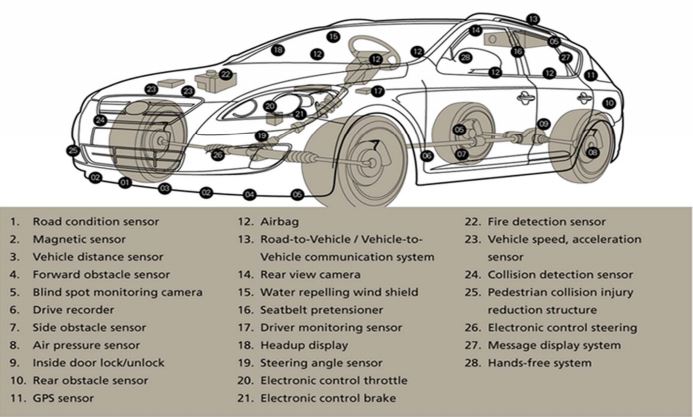 13
14
05
15
16
18
12
12
12
28
27
12
12
11
22
23
23
17
10
20
21
24
05
09
19
25
26
06
07
08
02
01
03
02
04
05
1. Road condition sensor
2. Magnetic sensor
3. Vehicle distance sensor
4. Forward obstacle sensor
5. Blind spot monitoring camera
6. Drive recorder
7. Side obstacle sensor
8. Air pressure sensor
9. Inside door lock/unlock
10. Rear obstacle sensor
11. GPS sensor
12. Airbag
13. Road-to-Vehicle / Vehicle-to-
Vehicle communication system
14. Rear view camera
15. Water repelling wind shield
16. Seatbelt pretensioner
17. Driver monitoring sensor
18. Headup display
19. Steering angle sensor
20. Electronic control throttle
21. Electronic control brake
22. Fire detection sensor
23. Vehicle speed, acceleration
sensor
24. Collision detection sensor
25. Pedestrian collision injury
reduction structure
26. Electronic control steering
27. Message display system
28. Hands-free system